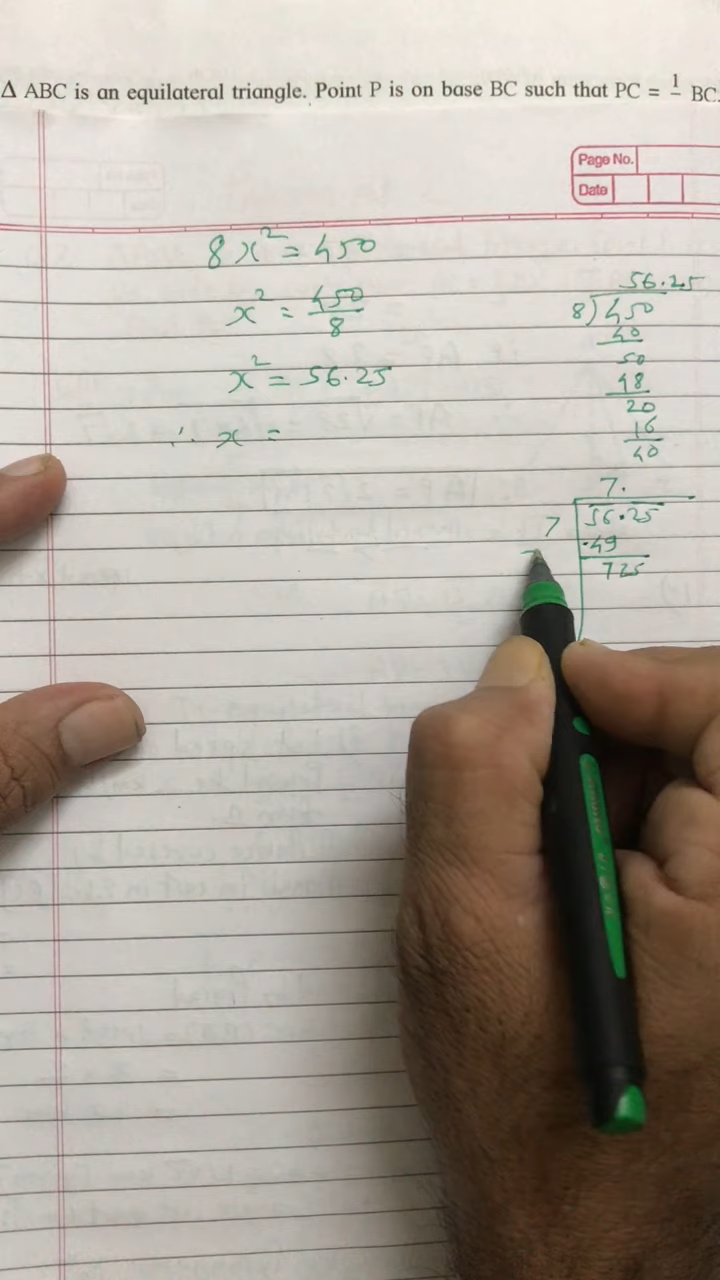 Δ ABC is an equilateral triangle. Point P is on base BC such that PC = 1 BC.
Page No.
Date
8x² = 450
x² = 450/8
x² = 56.25
∴ x =
56.25
8) 450
40
50
48
20
16
40
7.
7 56.25
49
725